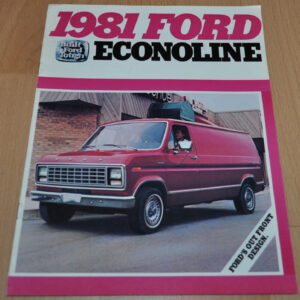 1981 FORD
Built
Ford
Tough
ECONOLINE
FORD'S OUT FRONT
DESIGN.